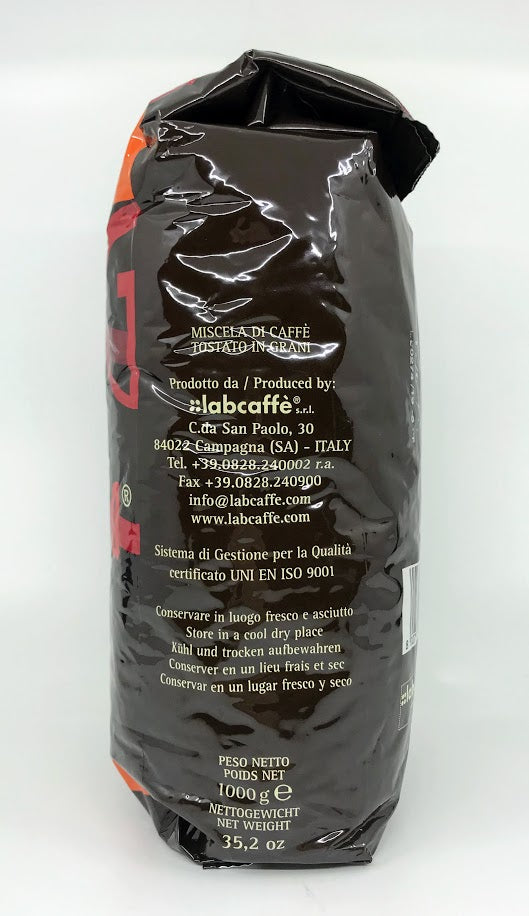 MISCELA DI CAFFÈ
TOSTATO IN GRANI
Prodotto da / Produced by:
labcaffè® s.r.l.
C.da San Paolo, 30
84022 Campagna (SA) - ITALY
Tel. +39.0828.240002 r.a.
Fax +39.0828.240900
info@labcaffe.com
www.labcaffe.com
Sistema di Gestione per la Qualità
certificato UNI EN ISO 9001
Conservare in luogo fresco e asciutto
Store in a cool dry place
Kühl und trocken aufbewahren
Conserver en un lieu frais et sec
Conservar en un lugar fresco y seco
PESO NETTO
POIDS NET
1000 g ℮
NETTOGEWICHT
NET WEIGHT
35,2 oz
®